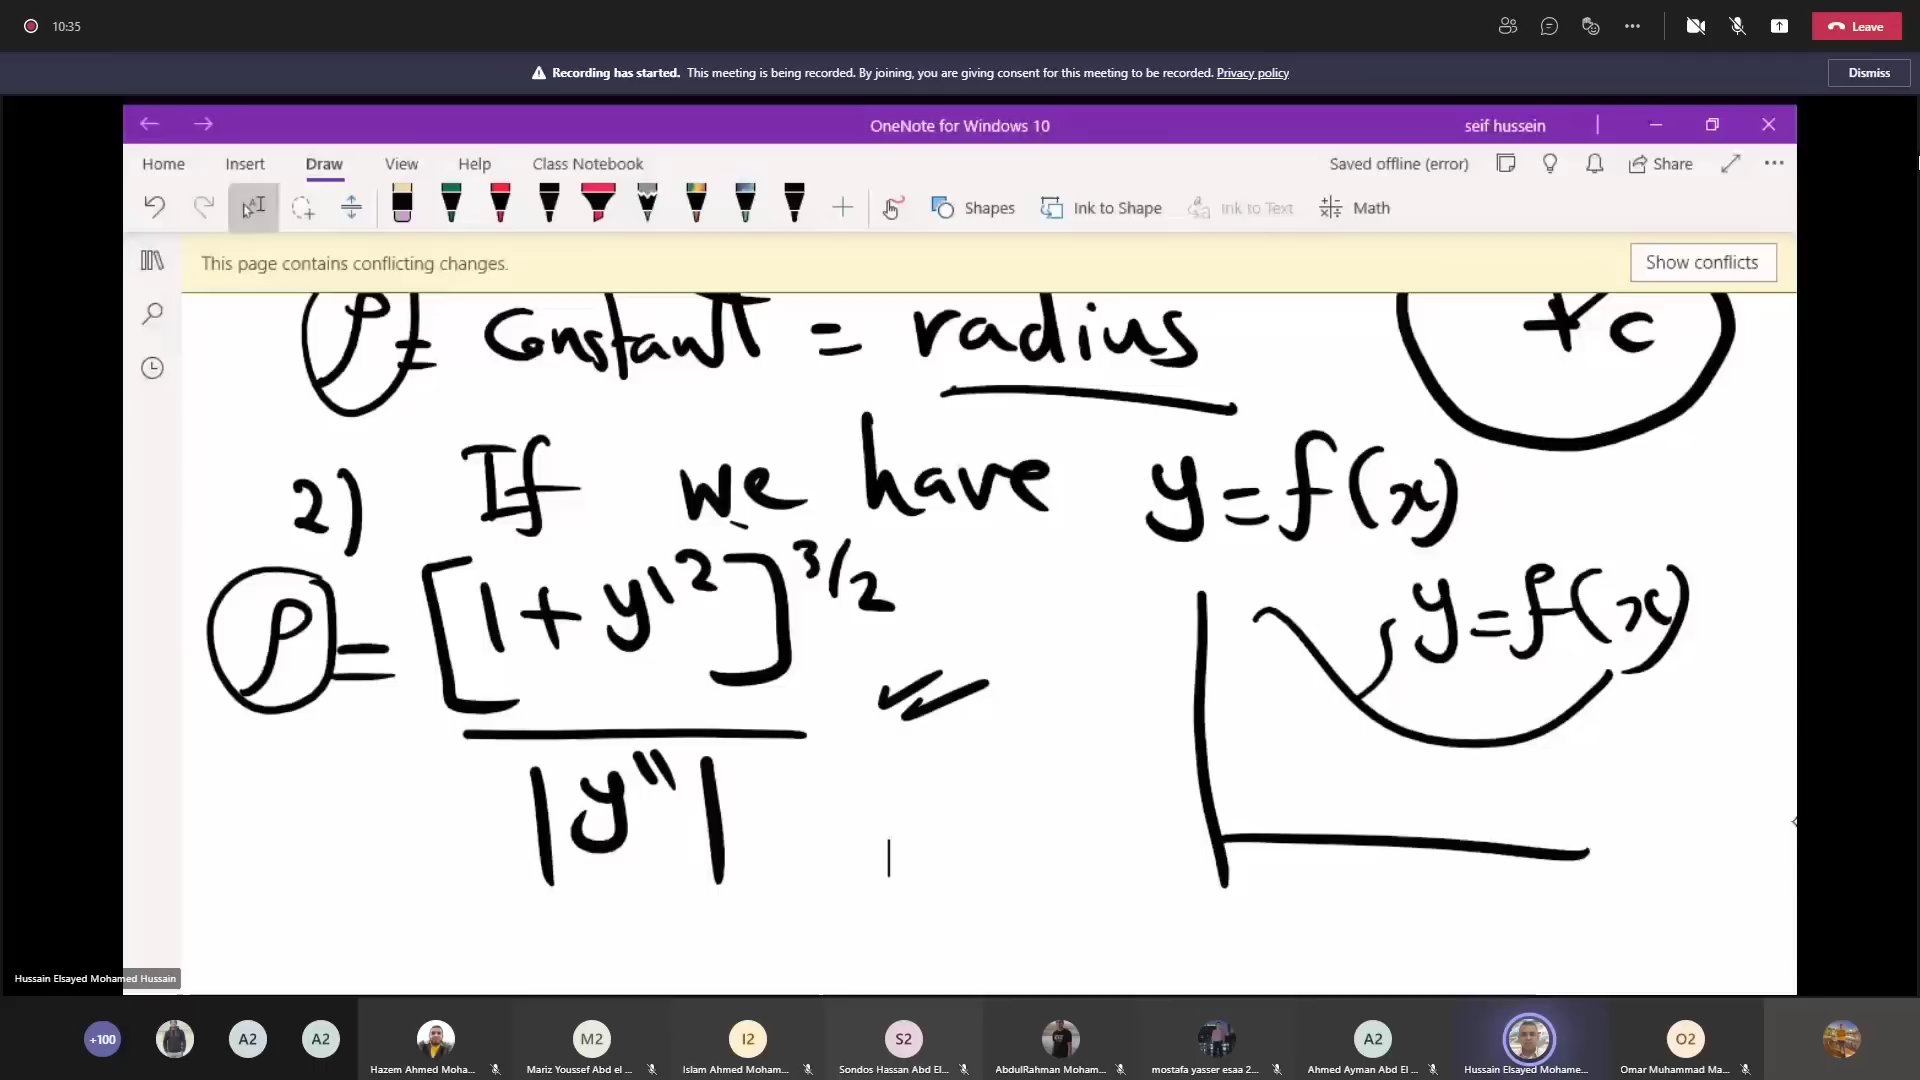 10:35
Leave
Recording has started. This meeting is being recorded. By joining, you are giving consent for this meeting to be recorded. Privacy policy
Dismiss
OneNote for Windows 10
seif hussein
Home Insert Draw View Help Class Notebook
Saved offline (error)
Share
Shapes
Ink to Shape
Ink to Text
Math
This page contains conflicting changes.
Show conflicts
ρ = Constant = radius
+ c
2) If we have y=f(x)
ρ = [1+y'²]^3/2
|y''|
y=f(x)
Hussain Elsayed Mohamed Hussain
+100 A2 A2 M2 I2 S2 A2 O2
Hazem Ahmed Moha...
Mariz Youssef Abd el ...
Islam Ahmed Moham...
Sondos Hassan Abd El...
AbdulRahman Moham...
mostafa yasser esaa 2...
Ahmed Ayman Abd El ...
Hussain Elsayed Mohame...
Omar Muhammad Ma...